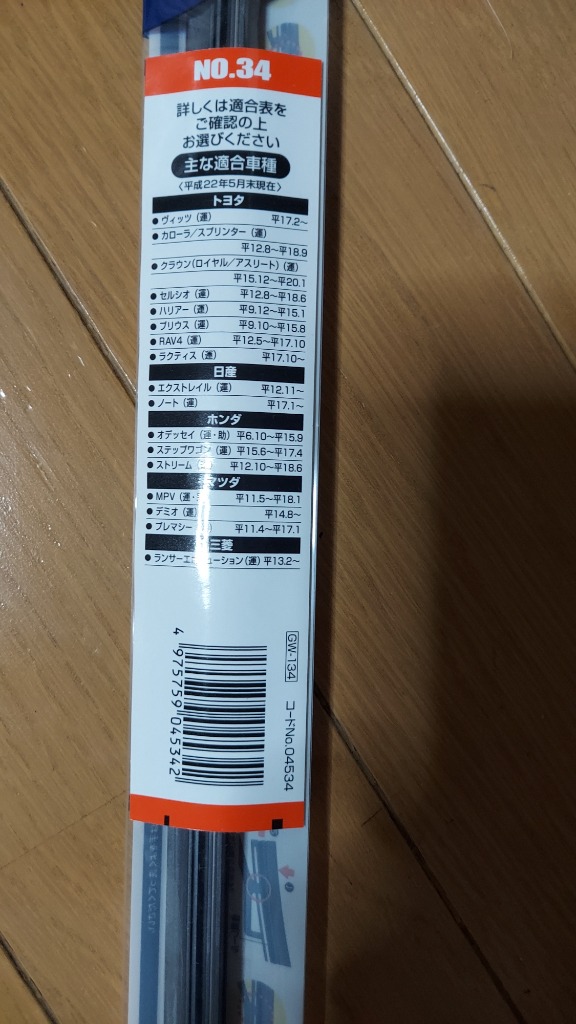 NO.34
詳しくは適合表を
ご確認の上
お選びください
主な適合車種
〈平成22年5月末現在〉
トヨタ
●ヴィッツ（運） 平17.2～
●カローラ／スプリンター（運）
平12.8～平18.9
●クラウン（ロイヤル／アスリート）（運）
平15.12～平20.1
●セルシオ（運） 平12.8～平18.6
●ハリアー（運） 平9.12～平15.1
●プリウス（運） 平9.10～平15.8
●RAV4（運） 平12.5～平17.10
●ラクティス（運） 平17.10～
日産
●エクストレイル（運） 平12.11～
●ノート（運） 平17.1～
ホンダ
●オデッセイ（運・助） 平6.10～平15.9
●ステップワゴン（運） 平15.6～平17.4
●ストリーム 平12.10～平18.6
マツダ
●MPV（運・ 平11.5～平18.1
●デミオ（運） 平14.8～
●プレマシー 平11.4～平17.1
三菱
●ランサーエボリューション（運） 平13.2～
GW-134
コードNo.04534
4 975759 045342